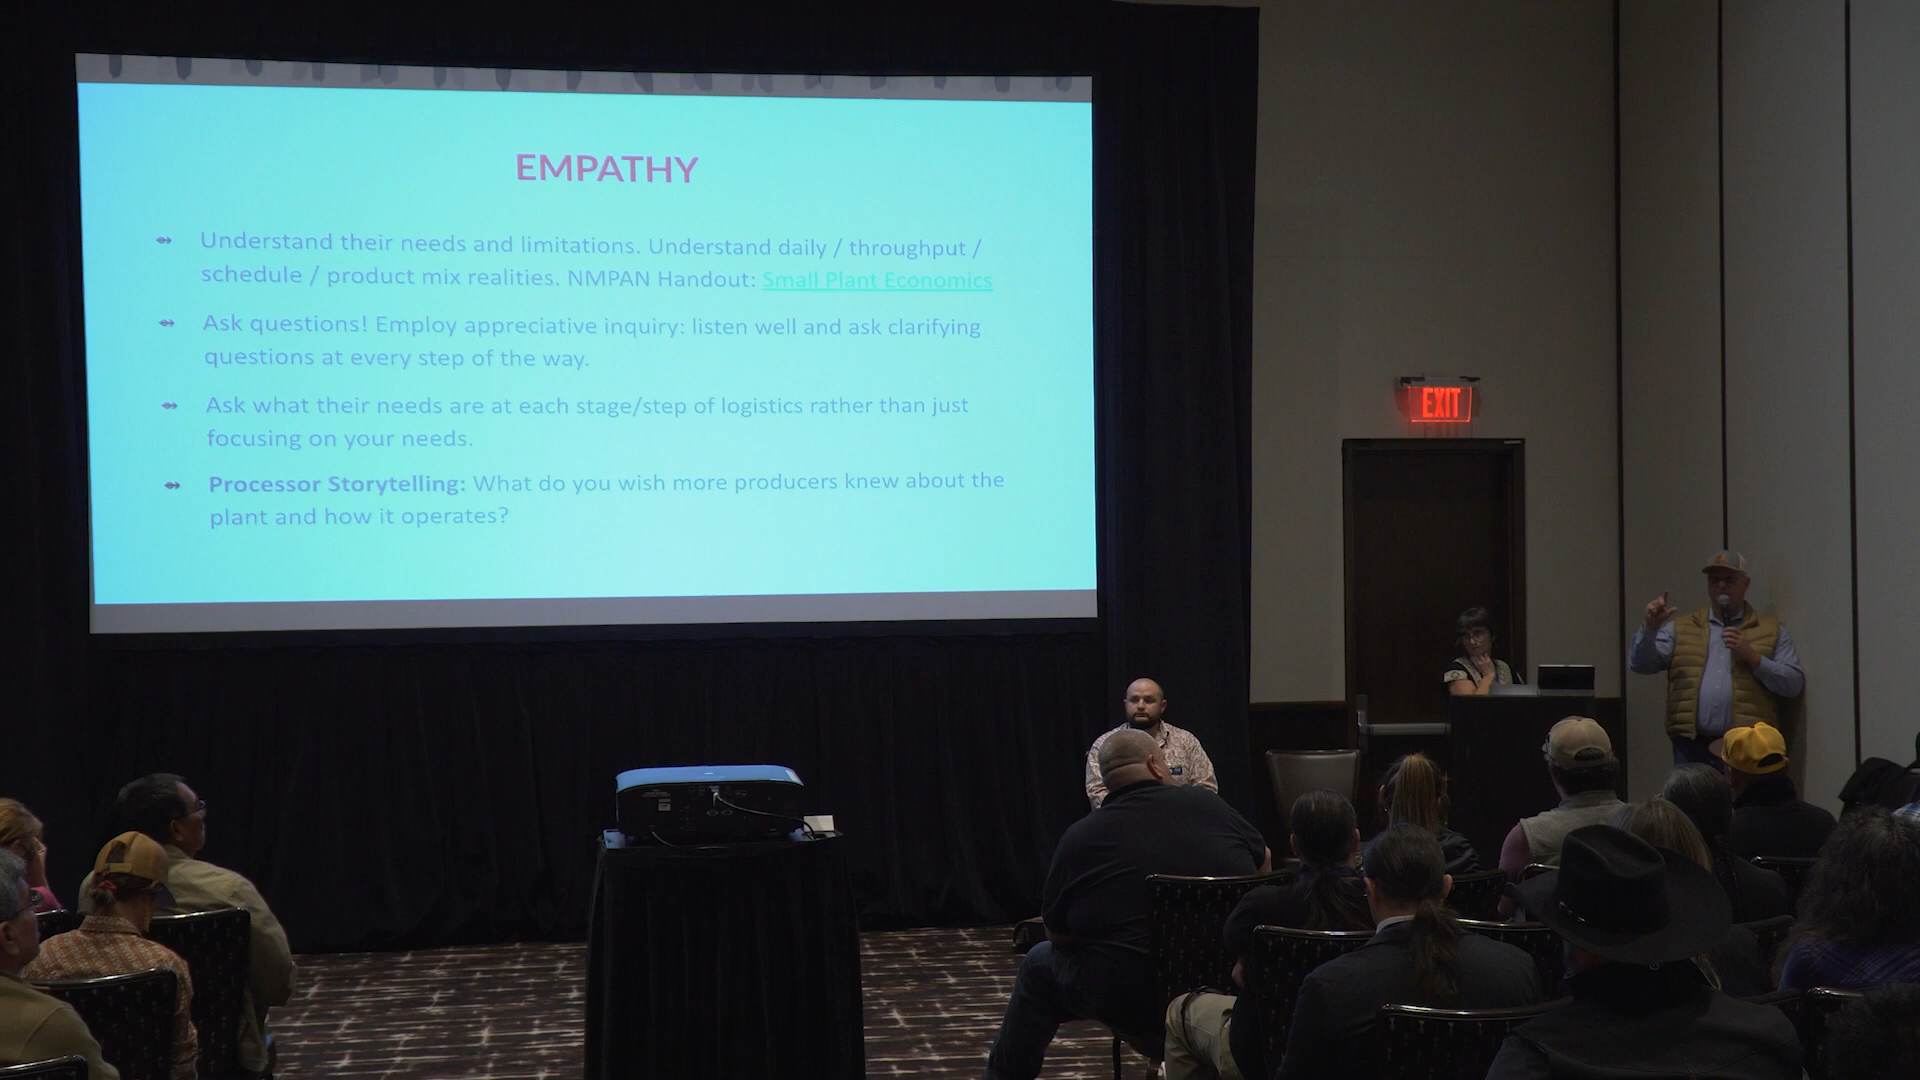 EMPATHY
Understand their needs and limitations. Understand daily / throughput /
schedule / product mix realities. NMPAN Handout: Small Plant Economics
Ask questions! Employ appreciative inquiry: listen well and ask clarifying
questions at every step of the way.
Ask what their needs are at each stage/step of logistics rather than just
focusing on your needs.
Processor Storytelling: What do you wish more producers knew about the
plant and how it operates?
EXIT